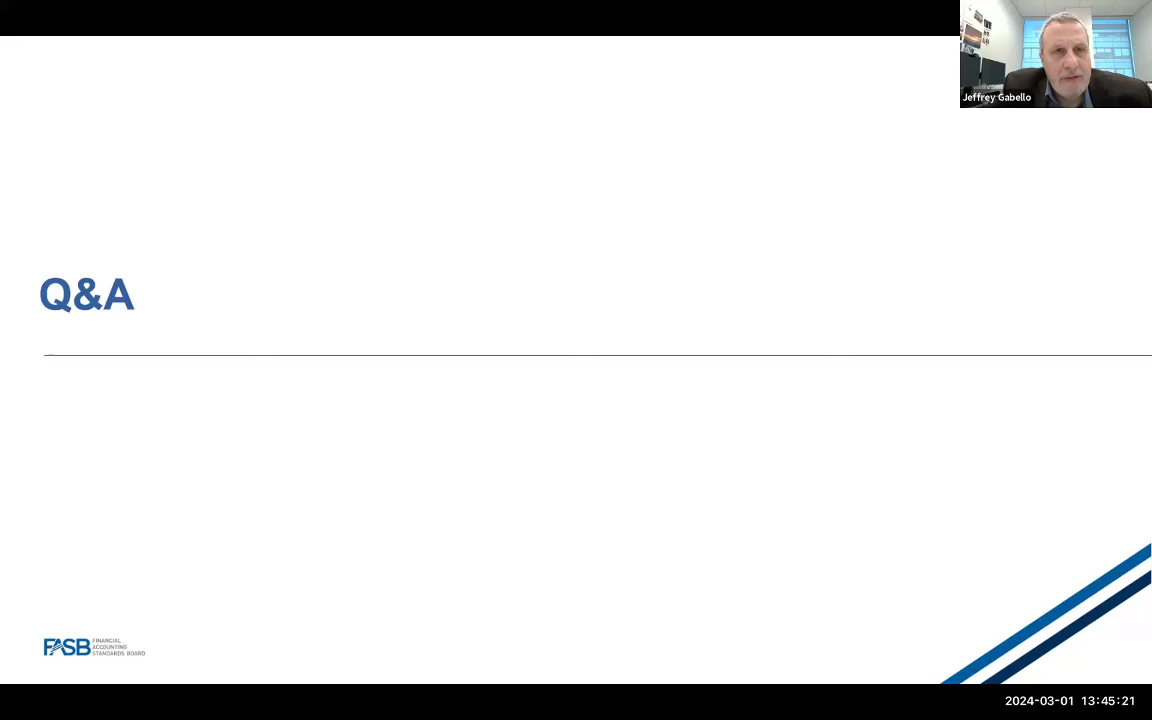 Jeffrey Gabello
Q&A
FASB
FINANCIAL
ACCOUNTING
STANDARDS BOARD
2024-03-01 13:45:21